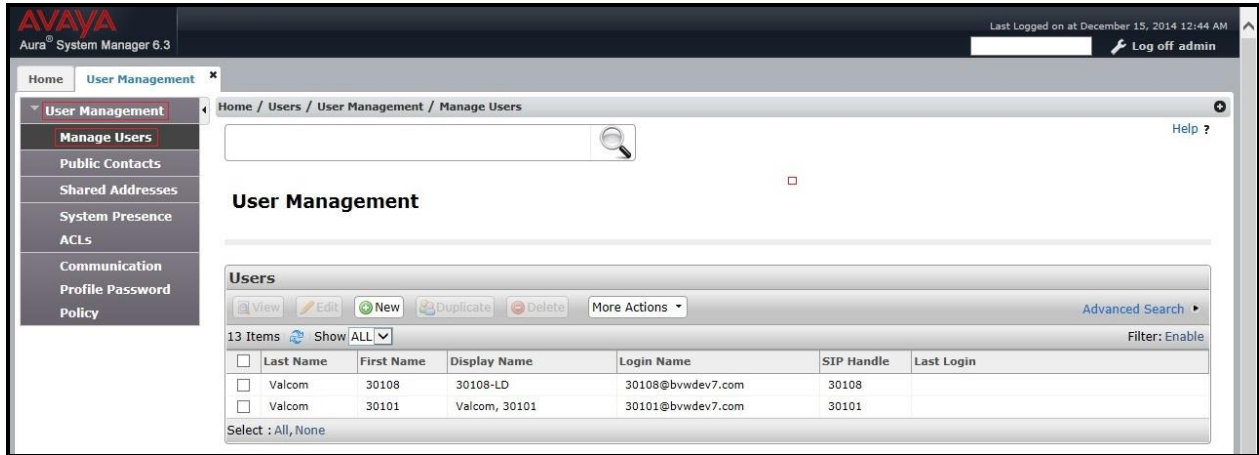 AVAYA
Last Logged on at December 15, 2014 12:44 AM
Aura® System Manager 6.3
Log off admin
Home User Management ×
User Management
Manage Users
Public Contacts
Shared Addresses
System Presence
ACLs
Communication
Profile Password
Policy
Home / Users / User Management / Manage Users
Help ?
User Management
Users
View Edit New Duplicate Delete More Actions
Advanced Search
13 Items Show ALL
Filter: Enable
Last Name First Name Display Name Login Name SIP Handle Last Login
Valcom 30108 30108-LD 30108@bvwdev7.com 30108
Valcom 30101 Valcom, 30101 30101@bvwdev7.com 30101
Select : All, None